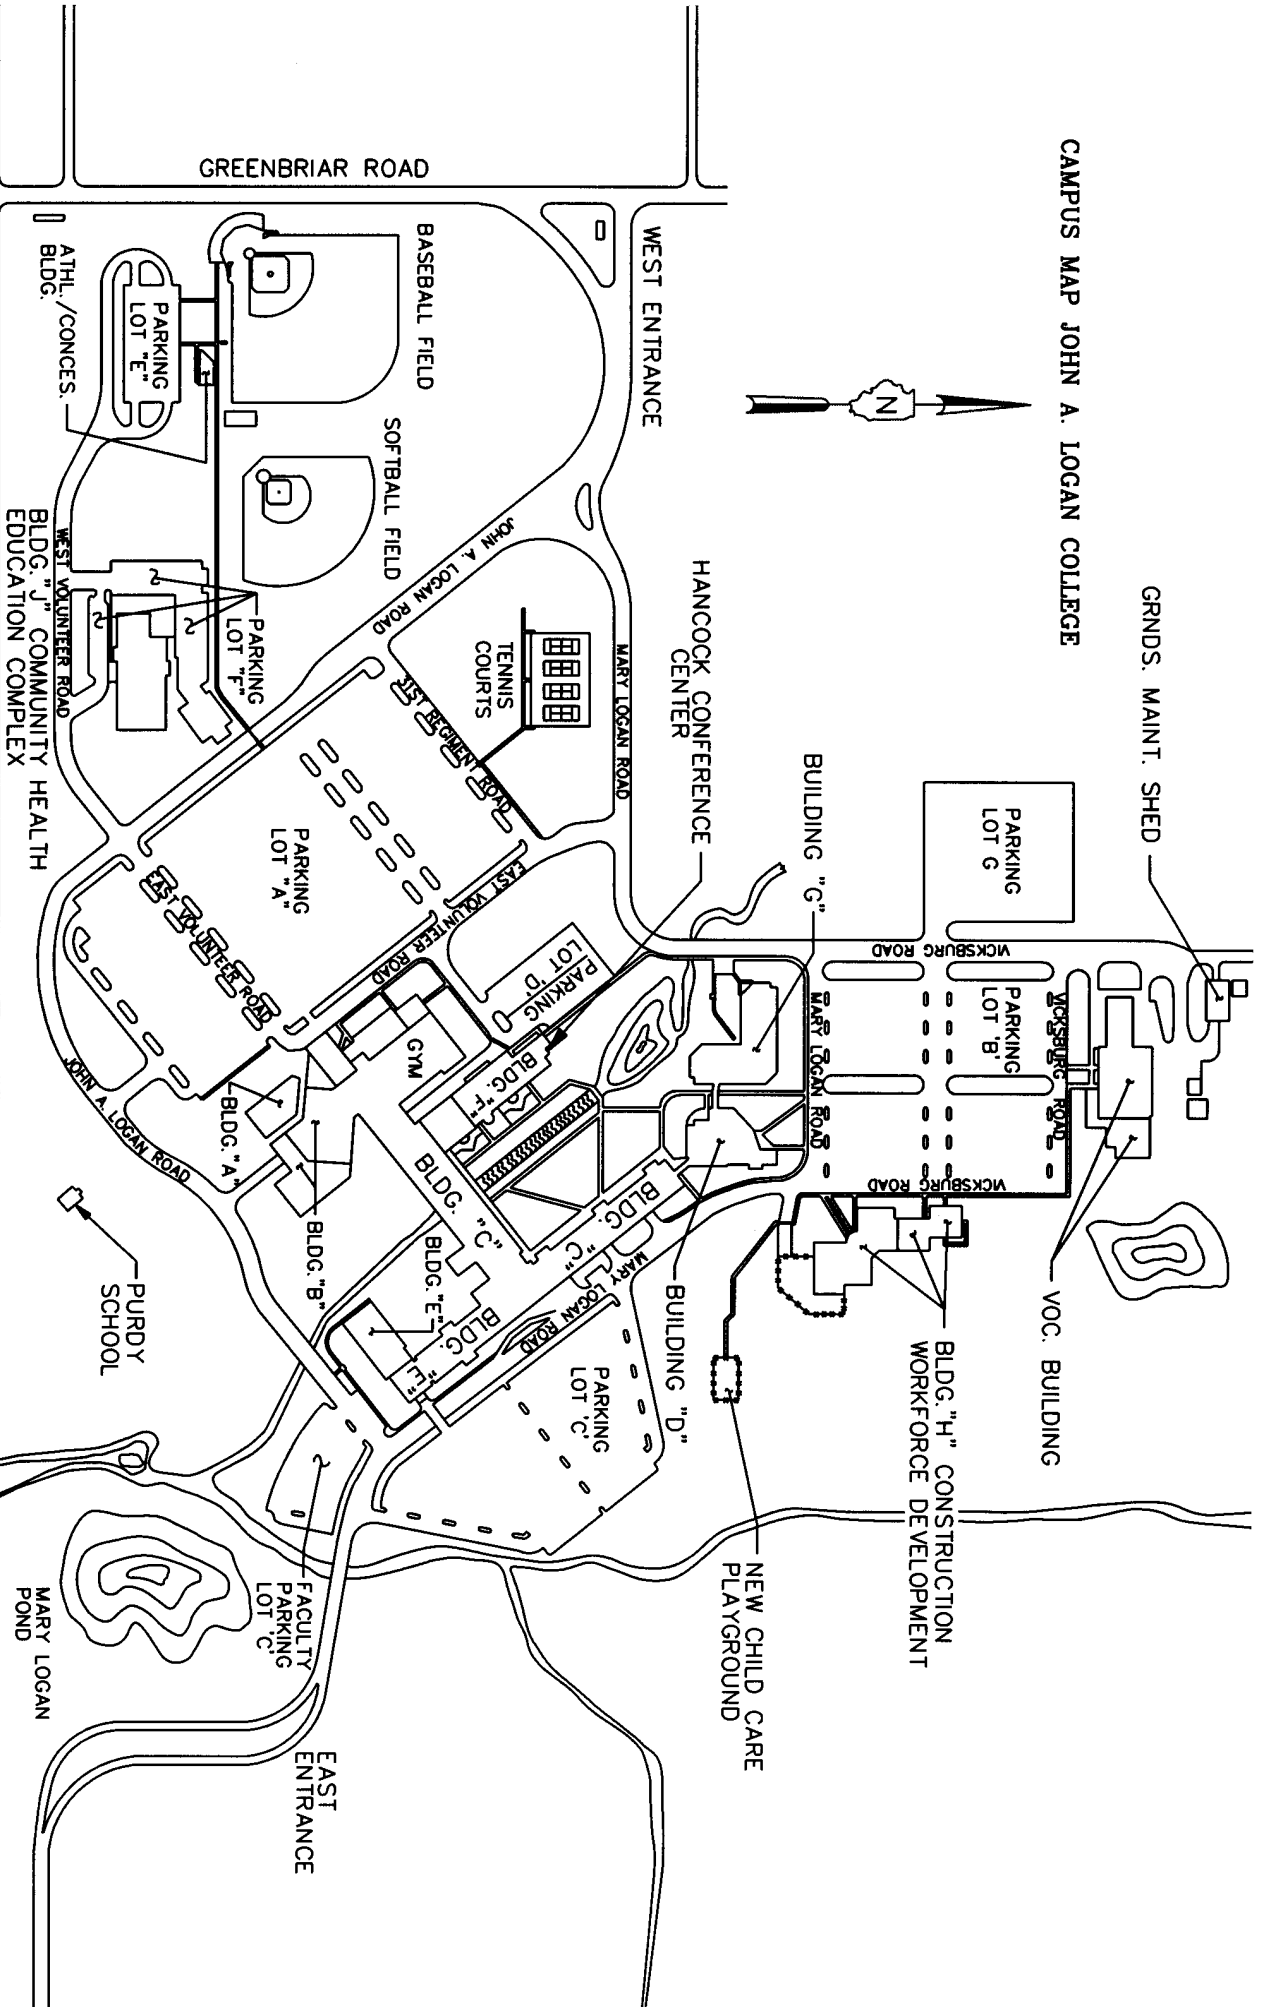 CAMPUS MAP JOHN A. LOGAN COLLEGE
GRNDS. MAINT. SHED
VOC. BUILDING
PARKING
LOT G
VICKSBURG ROAD
PARKING
LOT 'B'
VICKSBURG ROAD
VICKSBURG ROAD
BLDG. "H" CONSTRUCTION
WORKFORCE DEVELOPMENT
BUILDING "G"
MARY LOGAN ROAD
NEW CHILD CARE
PLAYGROUND
N
WEST ENTRANCE
HANCOCK CONFERENCE
CENTER
BUILDING "D"
MARY LOGAN ROAD
GREENBRIAR ROAD
BASEBALL FIELD
SOFTBALL FIELD
JOHN A. LOGAN ROAD
TENNIS
COURTS
31ST REGIMENT ROAD
EAST VOLUNTEER ROAD
PARKING
LOT 'D'
BLDG. "F"
GYM
BLDG. "C"
BLDG. "C"
MARY LOGAN ROAD
PARKING
LOT 'C'
BLDG. "E"
BLDG. "E"
PARKING
LOT "A"
EAST VOLUNTEER ROAD
BLDG. "A"
BLDG. "B"
JOHN A. LOGAN ROAD
PARKING
LOT "E"
ATHL./CONCES.
BLDG.
PARKING
LOT "F"
WEST VOLUNTEER ROAD
BLDG. "J" COMMUNITY HEALTH
EDUCATION COMPLEX
PURDY
SCHOOL
FACULTY
PARKING
LOT 'C'
EAST
ENTRANCE
MARY LOGAN
POND